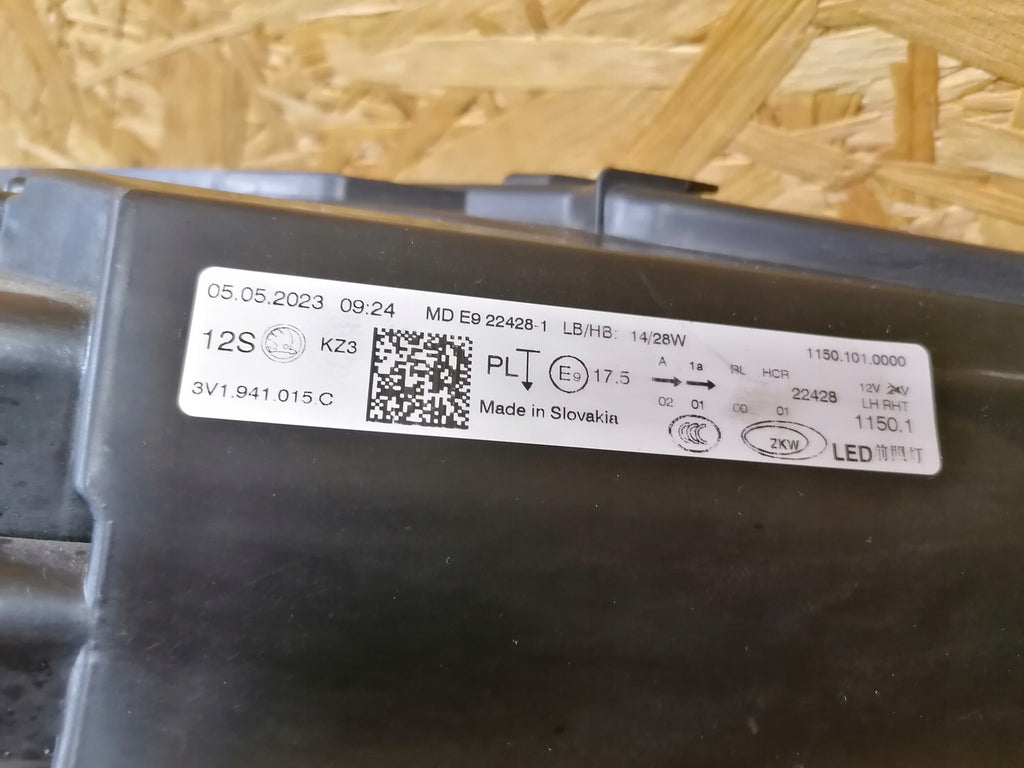 05.05.2023 09:24 MD E9 22428-1 LB/HB: 14/28W 1150.101.0000
12S KZ3 PL E9 17.5 A 1a RL HCR 22428 12V 24V
02 01 00 01 LH RHT
3V1.941.015 C Made in Slovakia CCC ZKW 1150.1
LED 前照灯